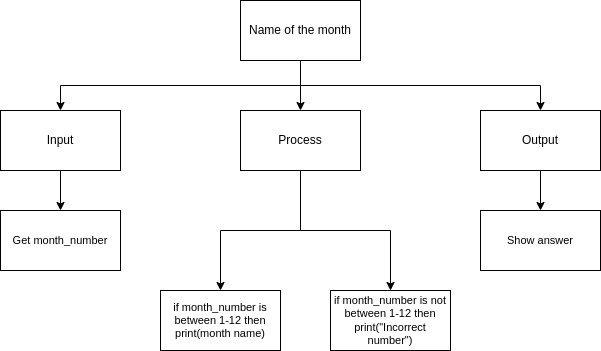 Name of the month
Input
Process
Output
Get month_number
Show answer
if month_number is
between 1-12 then
print(month name)
if month_number is not
between 1-12 then
print("Incorrect
number")